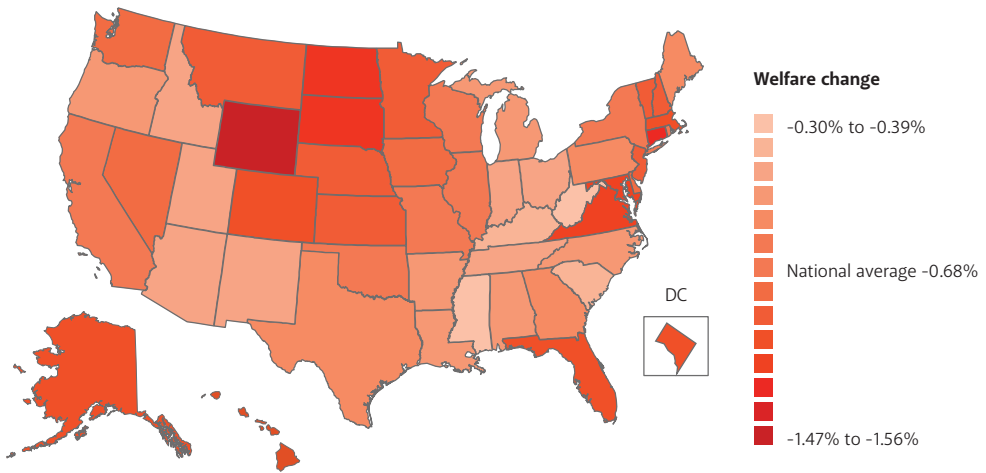 Welfare change
-0.30% to -0.39%
National average -0.68%
DC
-1.47% to -1.56%